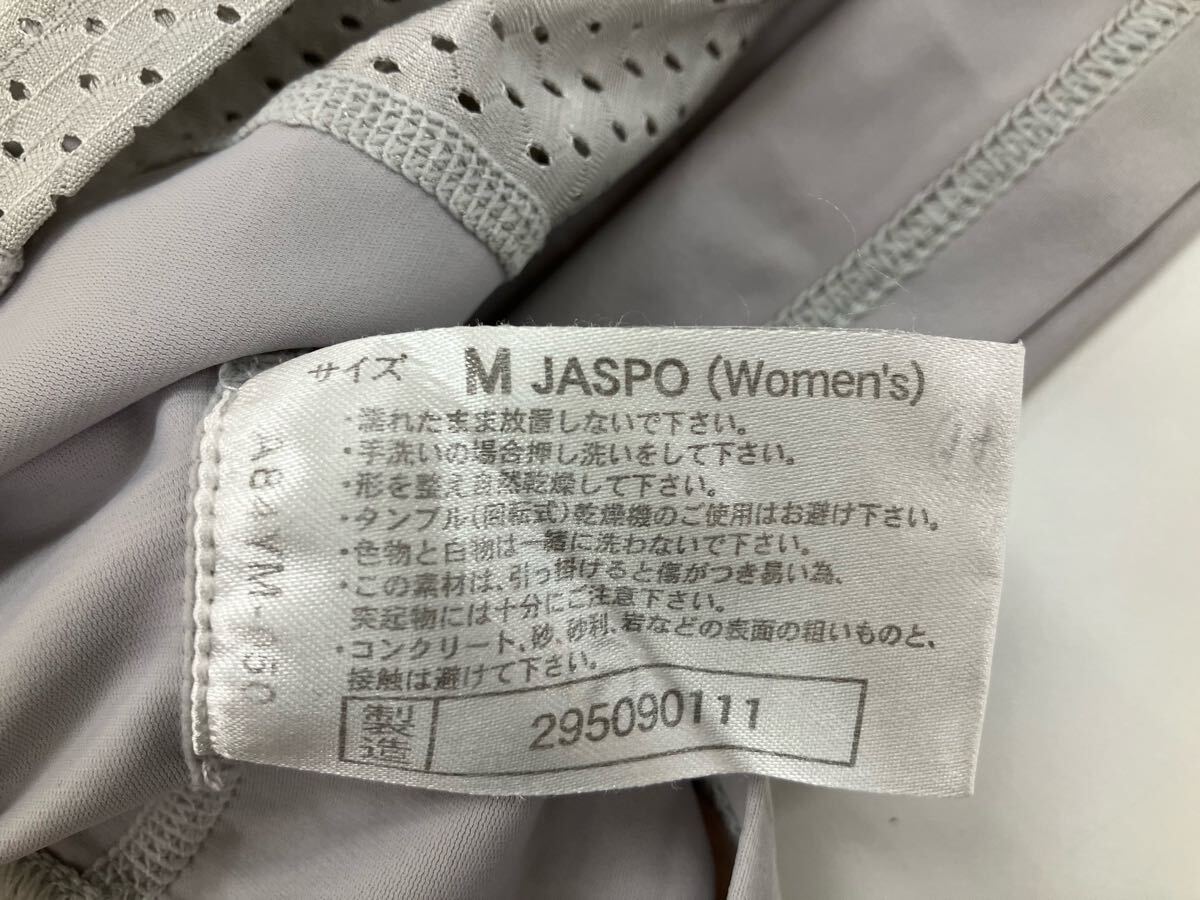 サイズ M JASPO (Women's)
・濡れたまま放置しないで下さい。
・手洗いの場合押し洗いをして下さい。
・形を整え自然乾燥して下さい。
・タンブル(回転式)乾燥機のご使用はお避け下さい。
・色物と白物は一緒に洗わないで下さい。
・この素材は、引っ掛けると傷がつき易い為、
突起物には十分にご注意下さい。
・コンクリート、砂、砂利、岩などの表面の粗いものと、
接触は避けて下さい。
製造 295090111